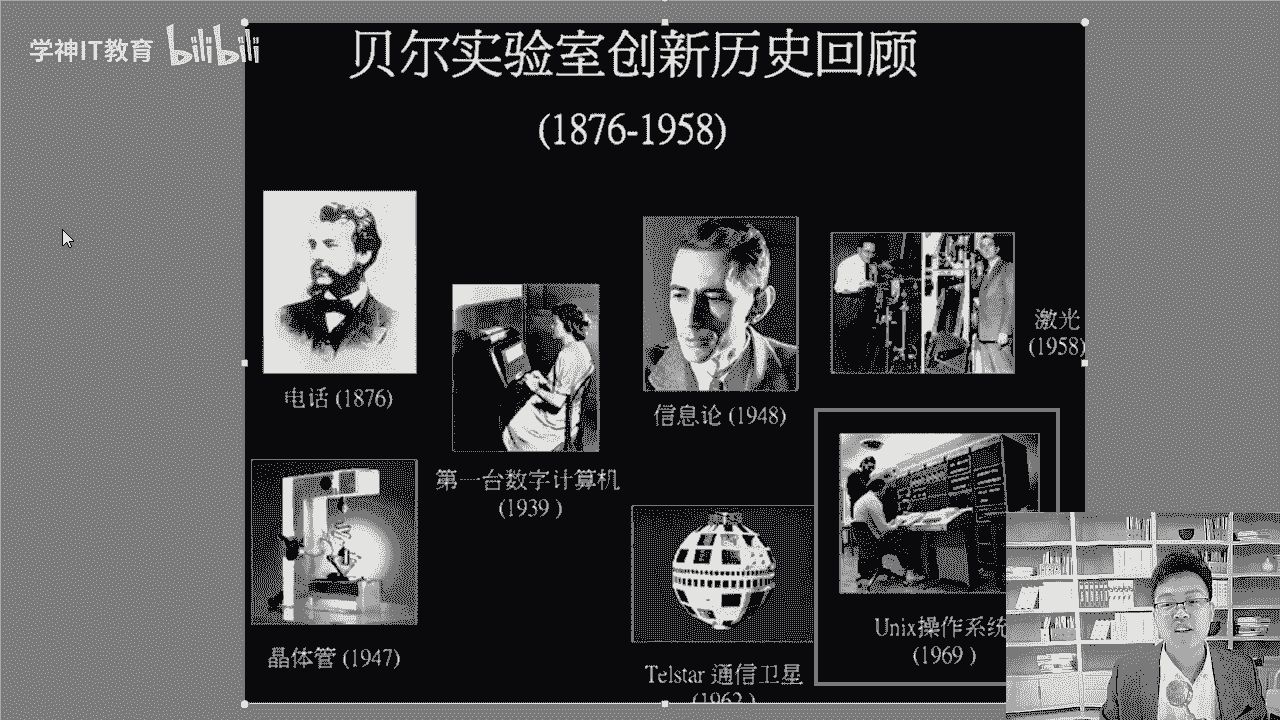 学神IT教育 bilibili
贝尔实验室创新历史回顾
(1876-1958)
电话 (1876)
第一台数字计算机
(1939 )
信息论 (1948)
激光
(1958)
晶体管 (1947)
Telstar 通信卫星
(1962 )
Unix操作系统
(1969 )